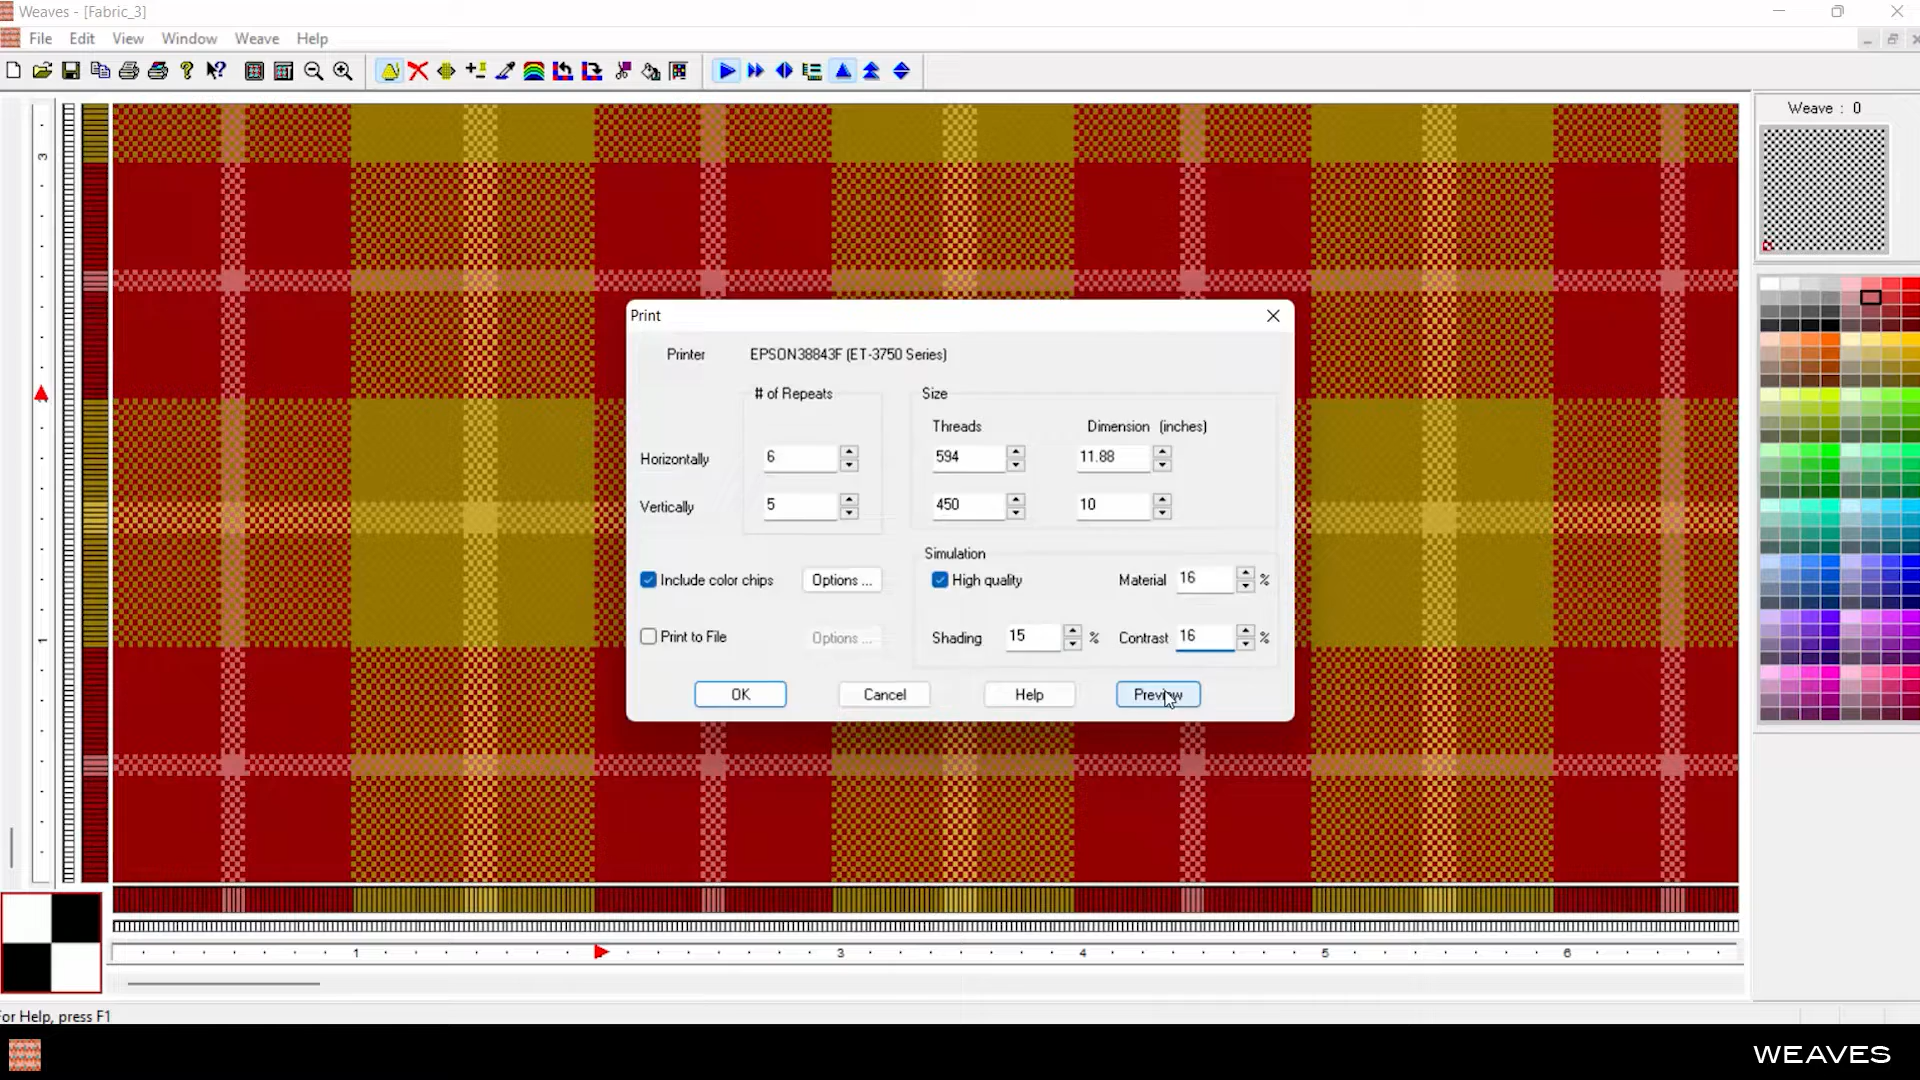 Weaves - [Fabric_3]
File Edit View Window Weave Help
Weave : 0
3
1
Print
Printer EPSON38843F (ET-3750 Series)
# of Repeats Size
Threads Dimension (inches)
Horizontally 6 594 11.88
Vertically 5 450 10
Simulation
Include color chips Options ... High quality Material 16 %
Print to File Options ... Shading 15 % Contrast 16 %
OK Cancel Help Preview
1 3 4 5 6
For Help, press F1
WEAVES